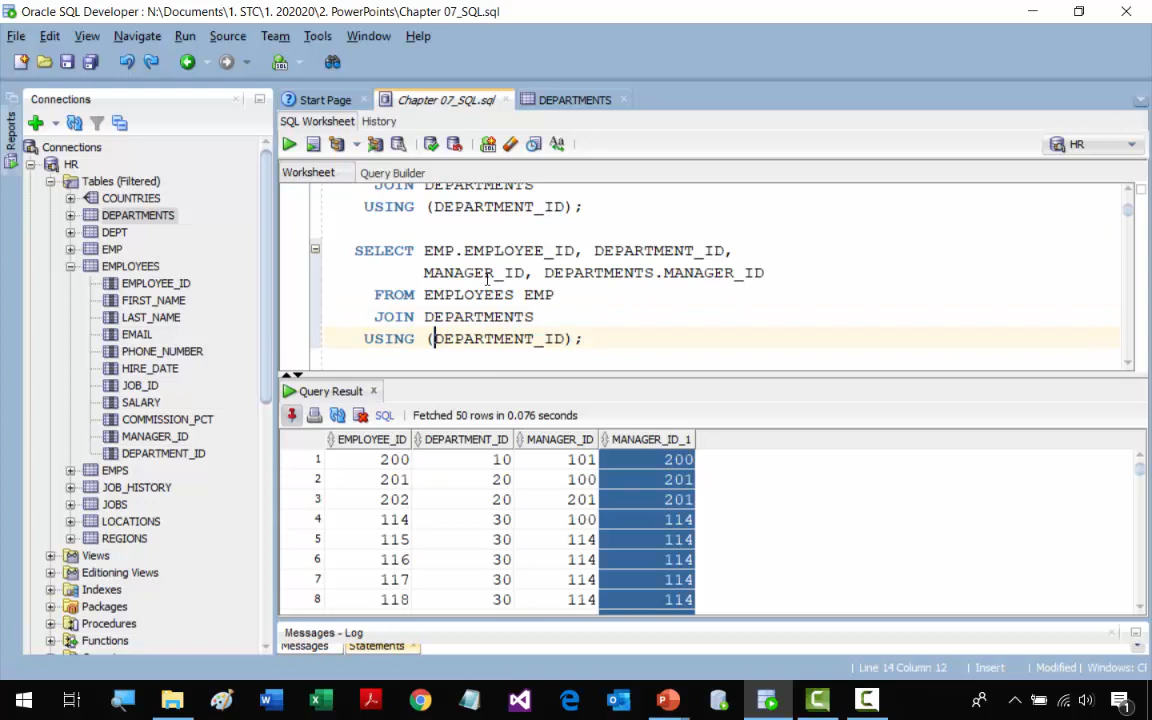 Oracle SQL Developer : N:\Documents\1. STC\1. 202020\2. PowerPoints\Chapter 07_SQL.sql
File Edit View Navigate Run Source Team Tools Window Help
Connections
Start Page
Chapter 07_SQL.sql
DEPARTMENTS
SQL Worksheet History
HR
Worksheet Query Builder
Reports
Connections
HR
Tables (Filtered)
COUNTRIES
DEPARTMENTS
DEPT
EMP
EMPLOYEES
EMPLOYEE_ID
FIRST_NAME
LAST_NAME
EMAIL
PHONE_NUMBER
HIRE_DATE
JOB_ID
SALARY
COMMISSION_PCT
MANAGER_ID
DEPARTMENT_ID
EMPS
JOB_HISTORY
JOBS
LOCATIONS
REGIONS
Views
Editioning Views
Indexes
Packages
Procedures
Functions
JOIN DEPARTMENTS
USING (DEPARTMENT_ID);
SELECT EMP.EMPLOYEE_ID, DEPARTMENT_ID,
MANAGER_ID, DEPARTMENTS.MANAGER_ID
FROM EMPLOYEES EMP
JOIN DEPARTMENTS
USING (DEPARTMENT_ID);
Query Result
SQL | Fetched 50 rows in 0.076 seconds
EMPLOYEE_ID DEPARTMENT_ID MANAGER_ID MANAGER_ID_1
1 200 10 101 200
2 201 20 100 201
3 202 20 201 201
4 114 30 100 114
5 115 30 114 114
6 116 30 114 114
7 117 30 114 114
8 118 30 114 114
Messages - Log
Messages Statements
Line 14 Column 12 | Insert | Modified | Windows: CF
1